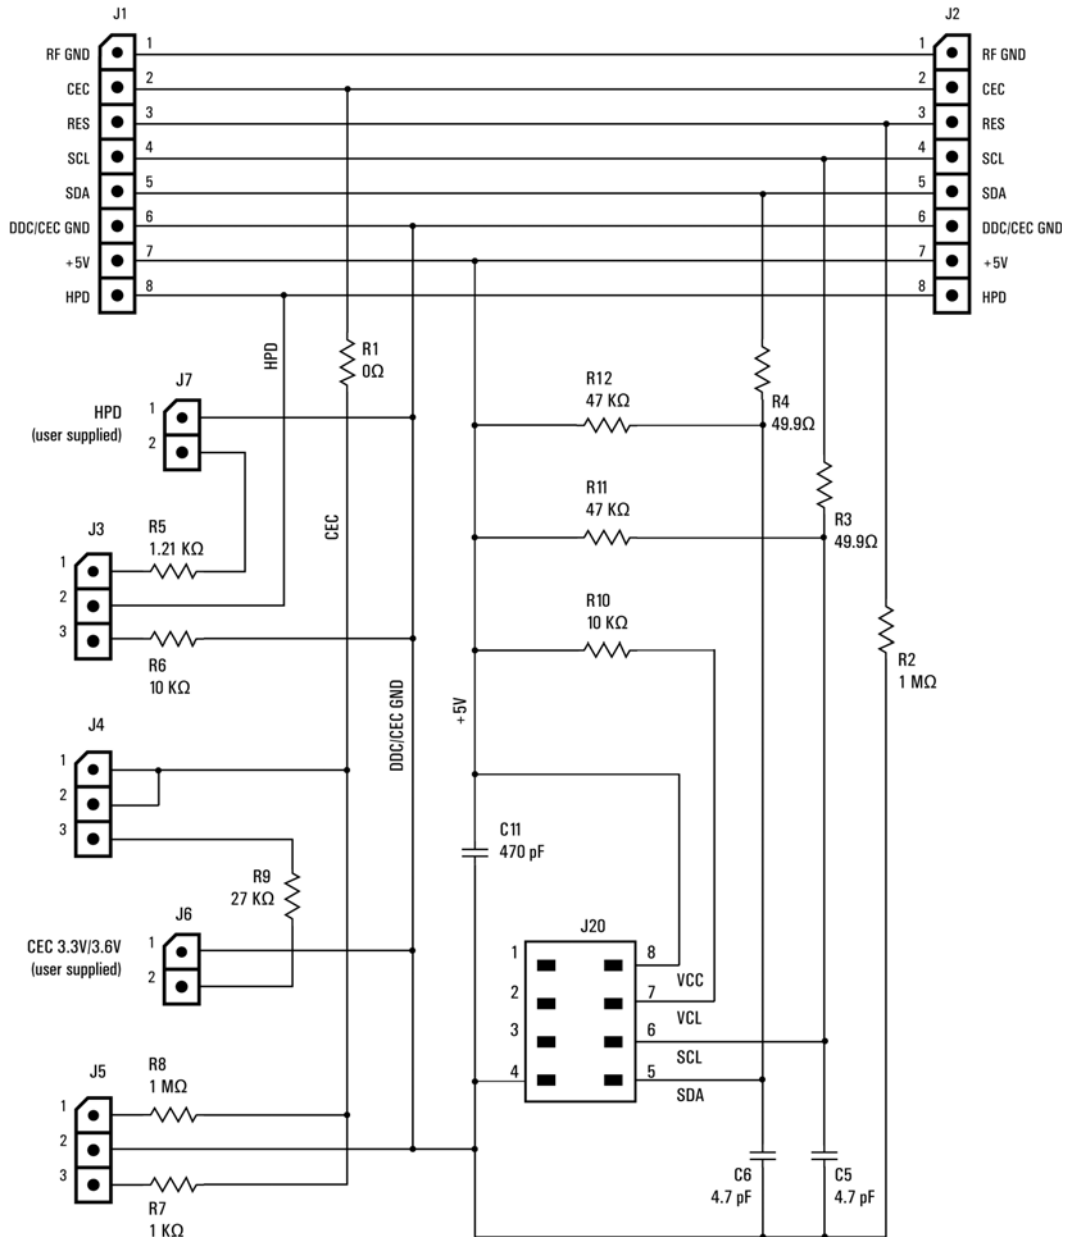 J1
J2
RF GND 1 1 RF GND
CEC 2 2 CEC
RES 3 3 RES
SCL 4 4 SCL
SDA 5 5 SDA
DDC/CEC GND 6 6 DDC/CEC GND
+5V 7 7 +5V
HPD 8 8 HPD
HPD
R1
0Ω
J7
HPD
(user supplied)
1
2
R12
47 KΩ
R4
49.9Ω
R11
47 KΩ
R3
49.9Ω
CEC
J3
R5
1.21 KΩ
1
2
3
R6
10 KΩ
R10
10 KΩ
R2
1 MΩ
DDC/CEC GND
+5V
J4
1
2
3
C11
470 pF
R9
27 KΩ
J6
CEC 3.3V/3.6V
(user supplied)
1
2
J20
1 8
VCC
2 7
VCL
3 6
SCL
4 5
SDA
J5
R8
1 MΩ
1
2
3
R7
1 KΩ
C6
4.7 pF
C5
4.7 pF